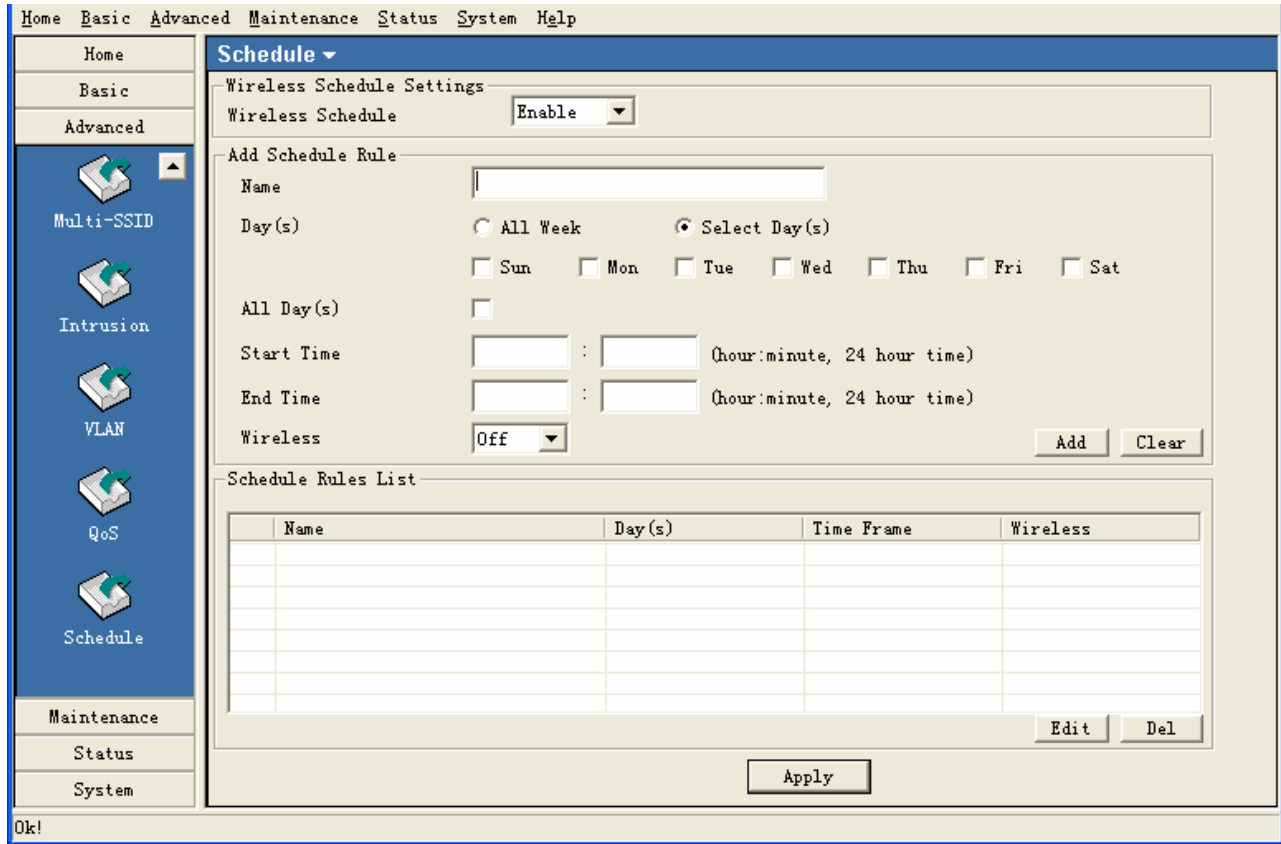 Home Basic Advanced Maintenance Status System Help
Home
Basic
Advanced
Multi-SSID
Intrusion
VLAN
QoS
Schedule
Maintenance
Status
System
Schedule
Wireless Schedule Settings
Wireless Schedule Enable
Add Schedule Rule
Name
Day(s) All Week Select Day(s)
Sun Mon Tue Wed Thu Fri Sat
All Day(s)
Start Time : (hour:minute, 24 hour time)
End Time : (hour:minute, 24 hour time)
Wireless Off Add Clear
Schedule Rules List
Name Day(s) Time Frame Wireless
Edit Del
Apply
Ok!